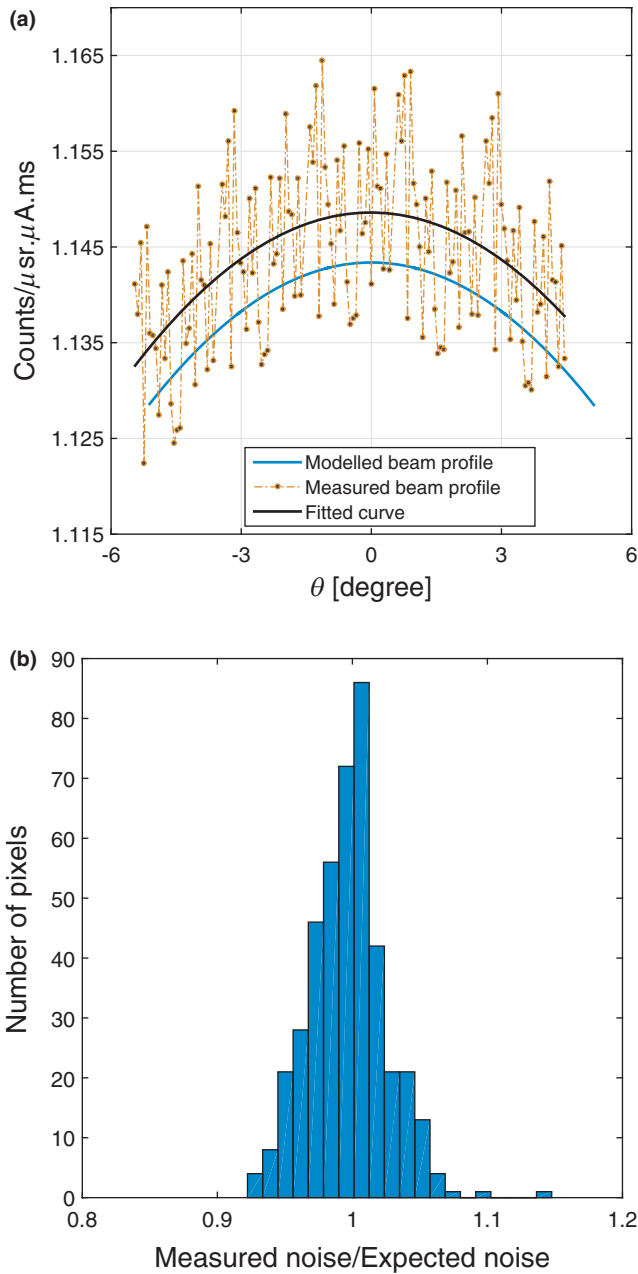 (a)
1.165
1.155
1.145
1.135
1.125
1.115
Counts/μsr.μA.ms
Modelled beam profile
Measured beam profile
Fitted curve
-6 -3 0 3 6
θ [degree]
(b)
90
80
70
60
50
40
30
20
10
0
Number of pixels
0.8 0.9 1 1.1 1.2
Measured noise/Expected noise